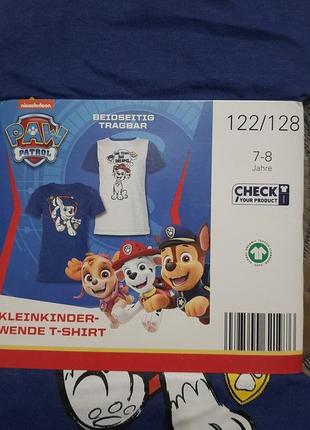 nickelodeon
PAW
PATROL
BEIDSEITIG
TRAGBAR
122/128
7-8
Jahre
CHECK
YOUR PRODUCT
KLEINKINDER-
WENDE T-SHIRT